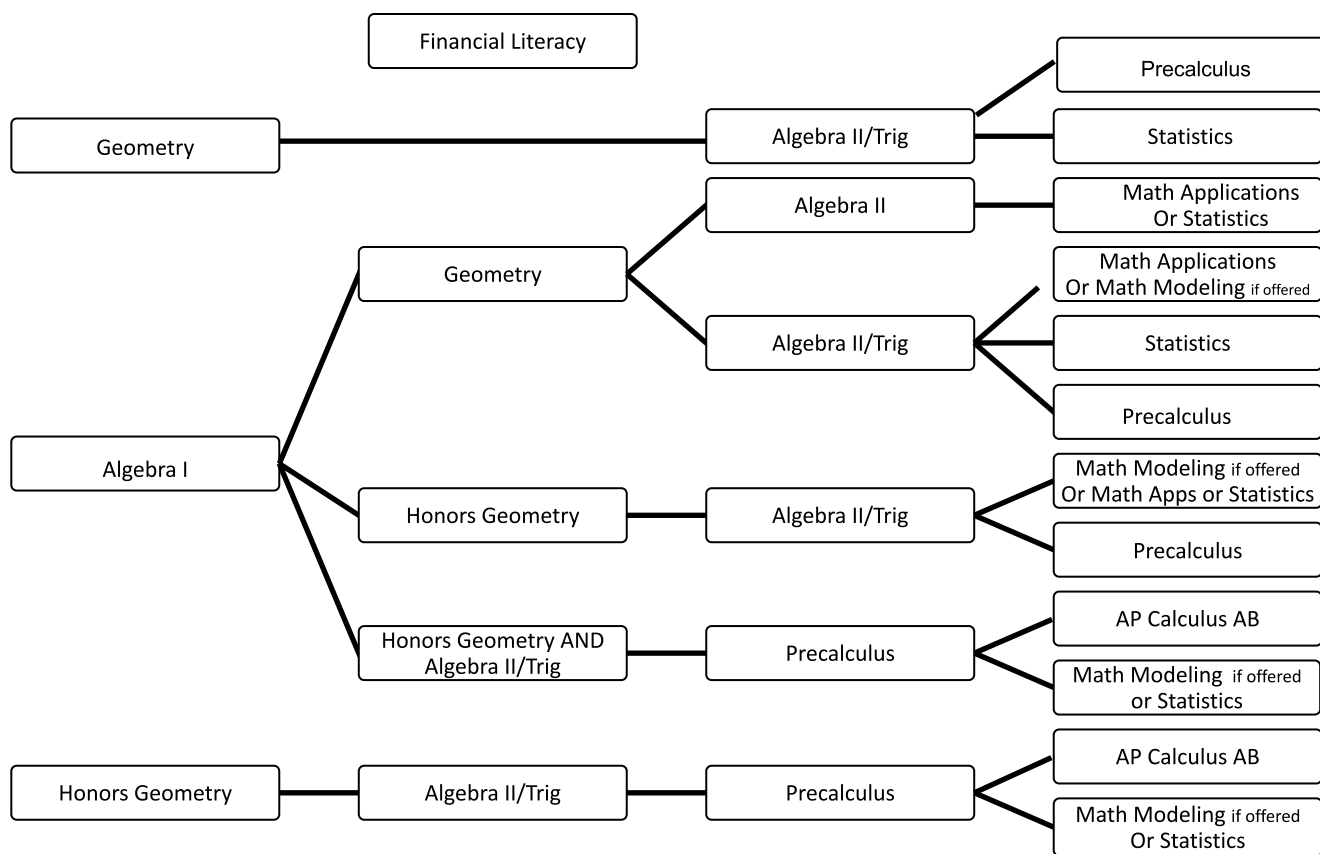 Financial Literacy
Precalculus
Geometry
Algebra II/Trig
Statistics
Algebra II
Math Applications
Or Statistics
Geometry
Math Applications
Or Math Modeling if offered
Algebra II/Trig
Statistics
Precalculus
Algebra I
Math Modeling if offered
Or Math Apps or Statistics
Honors Geometry
Algebra II/Trig
Precalculus
AP Calculus AB
Honors Geometry AND
Algebra II/Trig
Precalculus
Math Modeling if offered
or Statistics
AP Calculus AB
Honors Geometry
Algebra II/Trig
Precalculus
Math Modeling if offered
Or Statistics